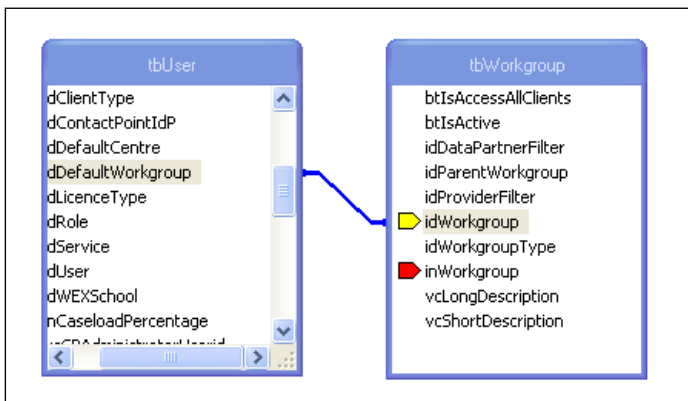 tbUser
dClientType
dContactPointIdP
dDefaultCentre
dDefaultWorkgroup
dLicenceType
dRole
dService
dUser
dWEXSchool
nCaseloadPercentage
tbWorkgroup
btIsAccessAllClients
btIsActive
idDataPartnerFilter
idParentWorkgroup
idProviderFilter
idWorkgroup
idWorkgroupType
inWorkgroup
vcLongDescription
vcShortDescription